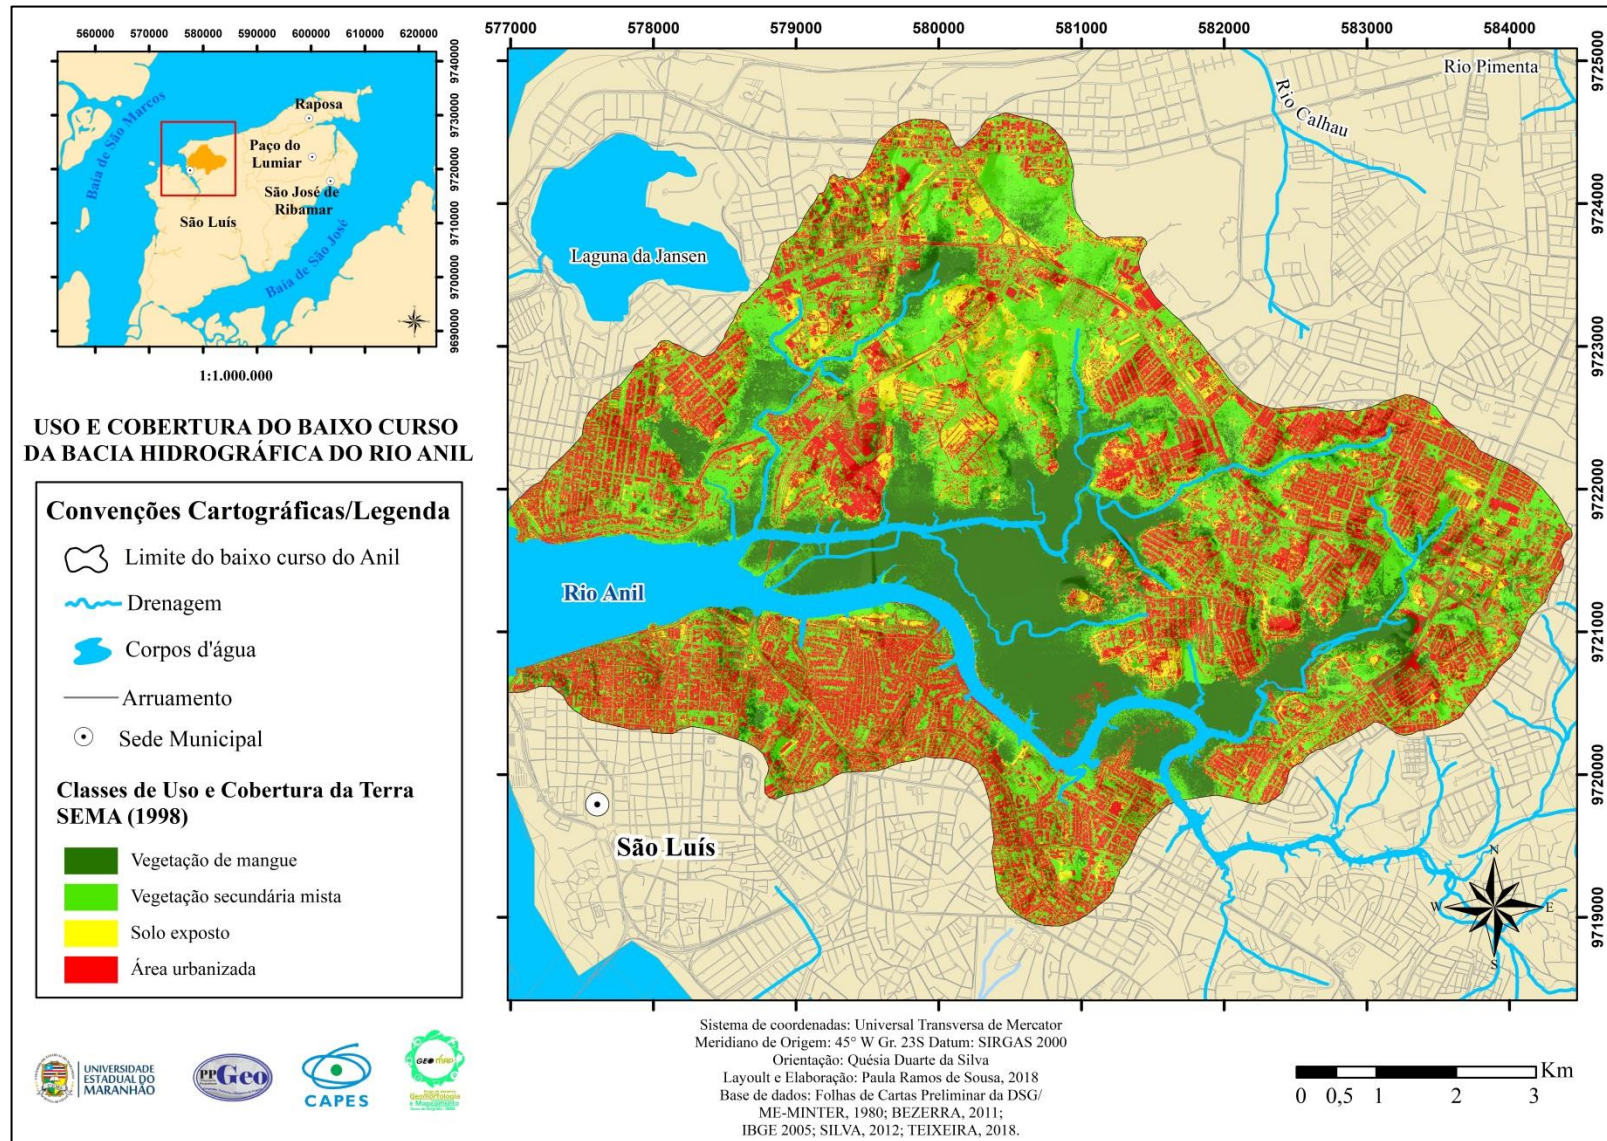 560000 570000 580000 590000 600000 610000 620000
9740000
9730000
9720000
9710000
9700000
9690000
Baia de São Marcos
Raposa
Paço do
Lumiar
São José de
Ribamar
São Luís
Baia de São José
1:1.000.000
USO E COBERTURA DO BAIXO CURSO
DA BACIA HIDROGRÁFICA DO RIO ANIL
Convenções Cartográficas/Legenda
Limite do baixo curso do Anil
Drenagem
Corpos d'água
Arruamento
Sede Municipal
Classes de Uso e Cobertura da Terra
SEMA (1998)
Vegetação de mangue
Vegetação secundária mista
Solo exposto
Área urbanizada
UNIVERSIDADE
ESTADUAL DO
MARANHÃO
PPGeo
CAPES
GEOMAP
Geomorfologia
e Mapeamento
577000 578000 579000 580000 581000 582000 583000 584000
9725000
9724000
9723000
9722000
9721000
9720000
9719000
Rio Pimenta
Rio Calhau
Laguna da Jansen
Rio Anil
São Luís
N
W E
S
Sistema de coordenadas: Universal Transversa de Mercator
Meridiano de Origem: 45° W Gr. 23S Datum: SIRGAS 2000
Orientação: Quésia Duarte da Silva
Layoult e Elaboração: Paula Ramos de Sousa, 2018
Base de dados: Folhas de Cartas Preliminar da DSG/
ME-MINTER, 1980; BEZERRA, 2011;
IBGE 2005; SILVA, 2012; TEIXEIRA, 2018.
Km
0 0,5 1 2 3